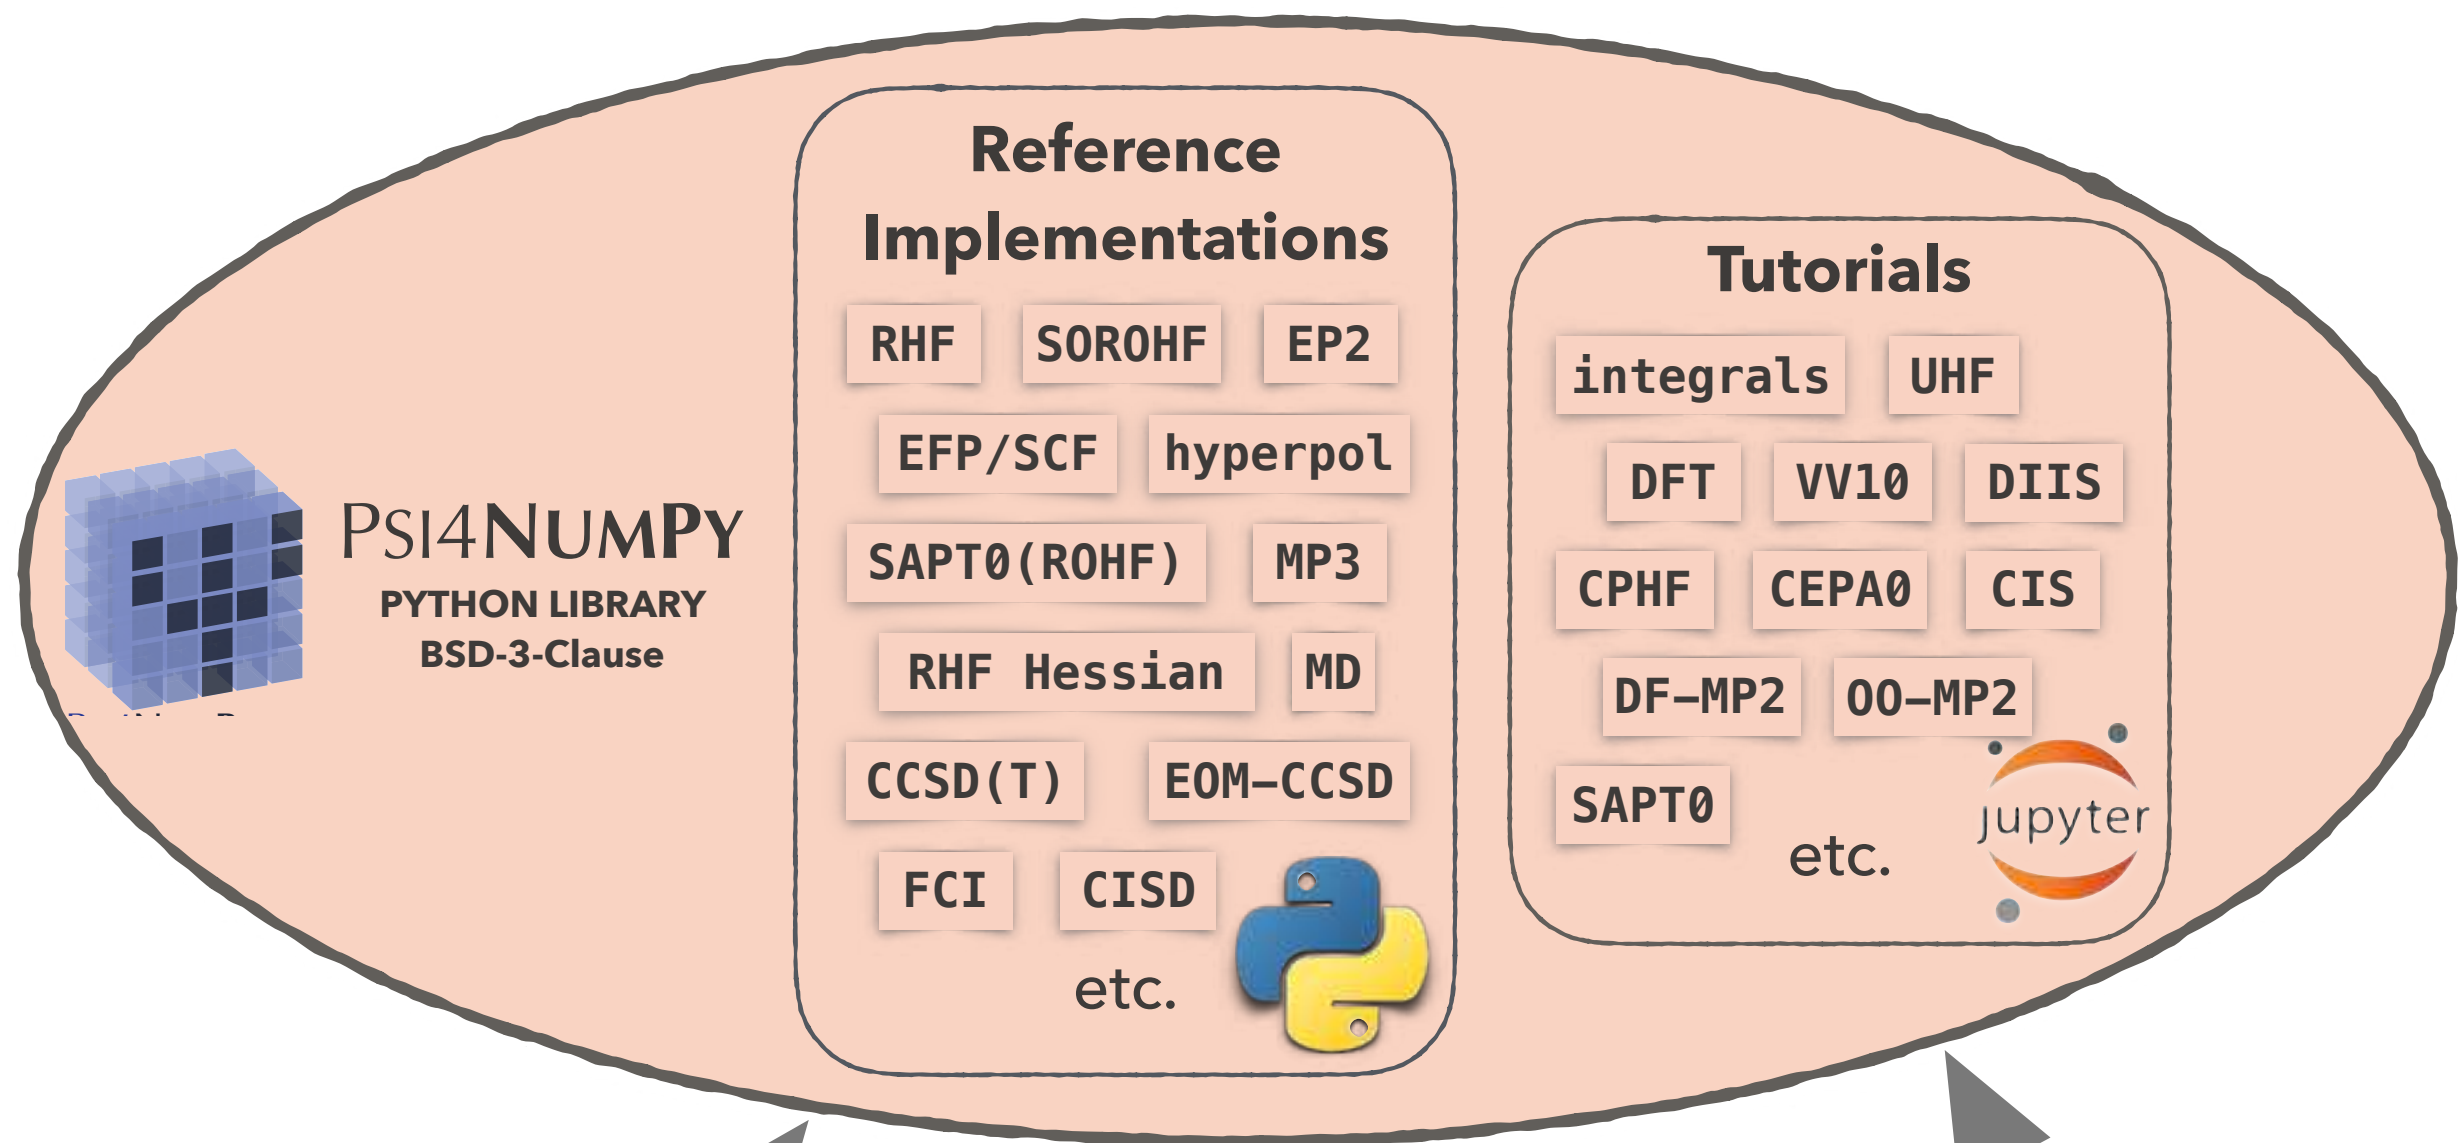 PSI4NUMPY
PYTHON LIBRARY
BSD-3-Clause
Reference
Implementations
RHF SOROHF EP2
EFP/SCF hyperpol
SAPT0(ROHF) MP3
RHF Hessian MD
CCSD(T) EOM–CCSD
FCI CISD
etc.
Tutorials
integrals UHF
DFT VV10 DIIS
CPHF CEPA0 CIS
DF–MP2 OO–MP2
SAPT0
etc.
jupyter